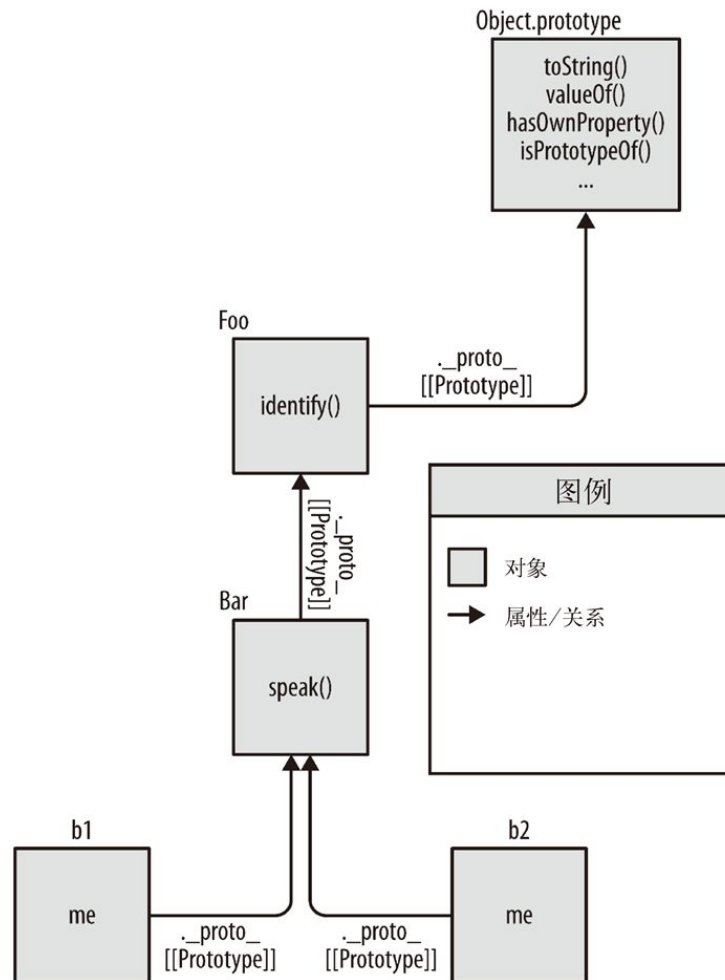 Object.prototype
toString()
valueOf()
hasOwnProperty()
isPrototypeOf()
...
Foo
identify()
._proto_
[[Prototype]]
图例
对象
属性/关系
._proto_
[[Prototype]]
Bar
speak()
b1
me
b2
me
._proto_
[[Prototype]]
._proto_
[[Prototype]]